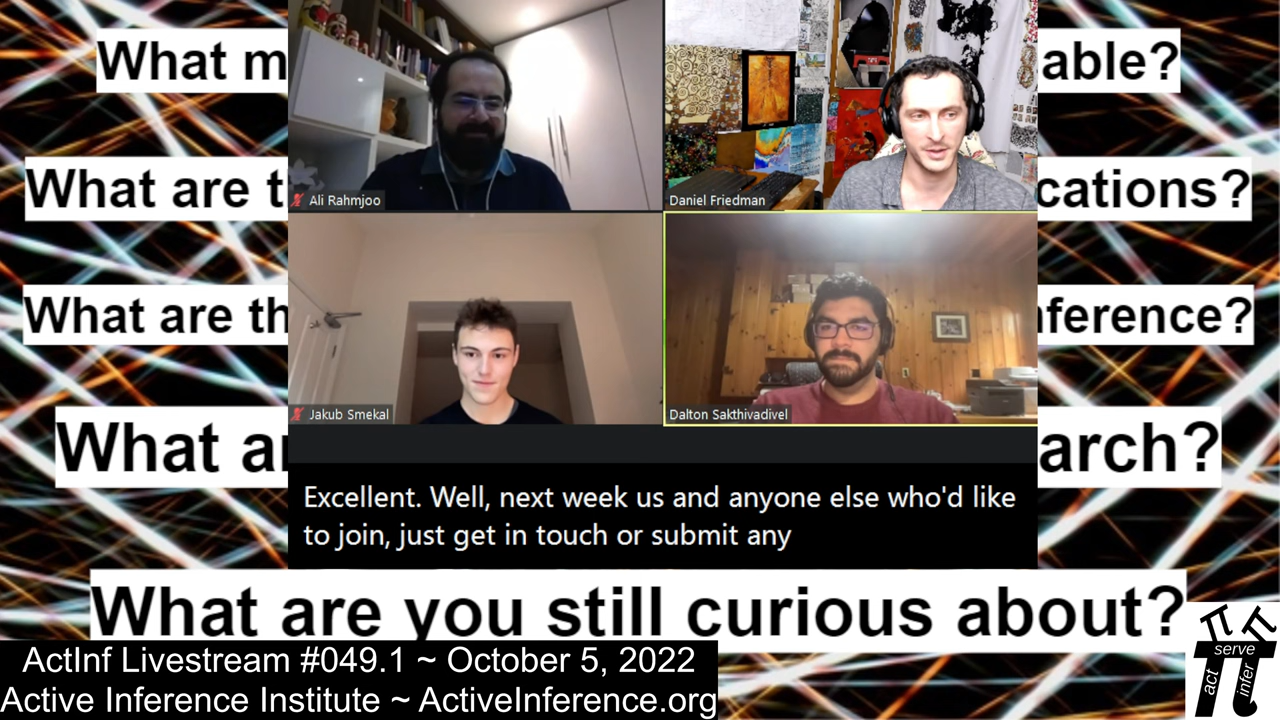 What m
able?
What are t
cations?
What are th
nference?
What ar
arch?
Ali Rahmjoo
Daniel Friedman
Jakub Smekal
Dalton Sakthivadivel
Excellent. Well, next week us and anyone else who'd like
to join, just get in touch or submit any
What are you still curious about?
ActInf Livestream #049.1 ~ October 5, 2022
Active Inference Institute ~ ActiveInference.org
serve
act
infer